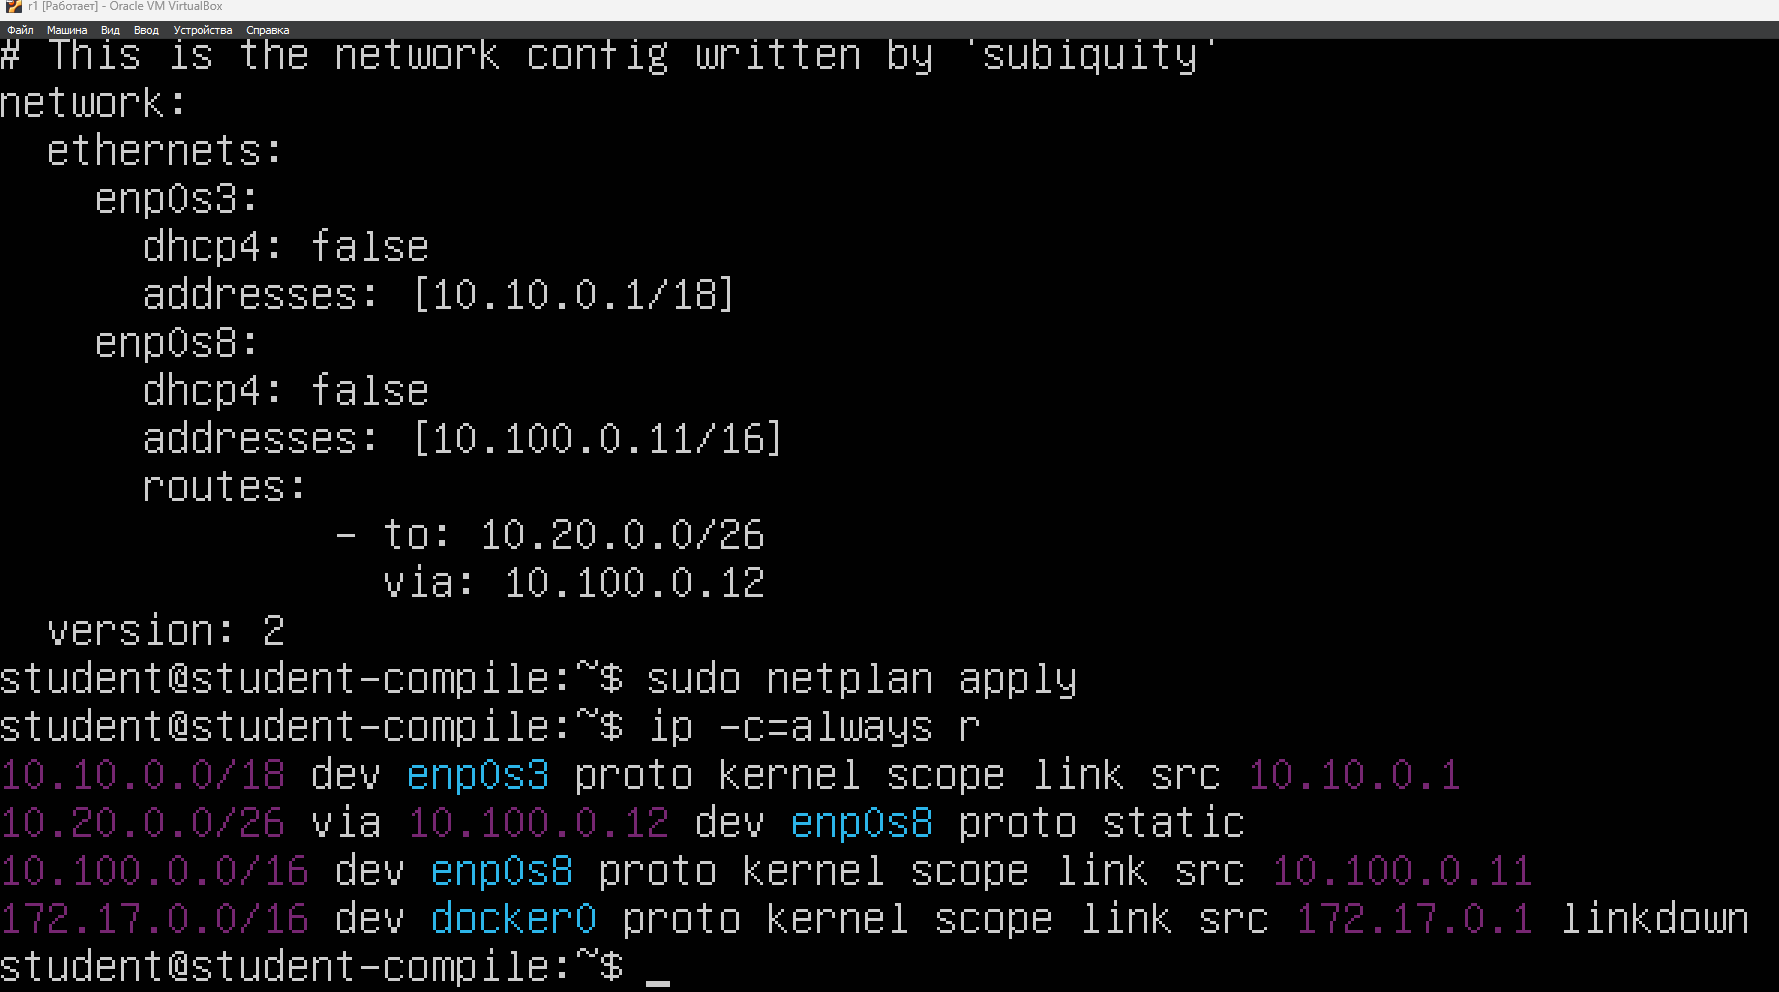 r1 [Работает] - Oracle VM VirtualBox
Файл Машина Вид Ввод Устройства Справка
# This is the network config written by 'subiquity'
network:
  ethernets:
    enp0s3:
      dhcp4: false
      addresses: [10.10.0.1/18]
    enp0s8:
      dhcp4: false
      addresses: [10.100.0.11/16]
      routes:
              - to: 10.20.0.0/26
                via: 10.100.0.12
  version: 2
student@student-compile:~$ sudo netplan apply
student@student-compile:~$ ip -c=always r
10.10.0.0/18 dev enp0s3 proto kernel scope link src 10.10.0.1
10.20.0.0/26 via 10.100.0.12 dev enp0s8 proto static
10.100.0.0/16 dev enp0s8 proto kernel scope link src 10.100.0.11
172.17.0.0/16 dev docker0 proto kernel scope link src 172.17.0.1 linkdown
student@student-compile:~$ _